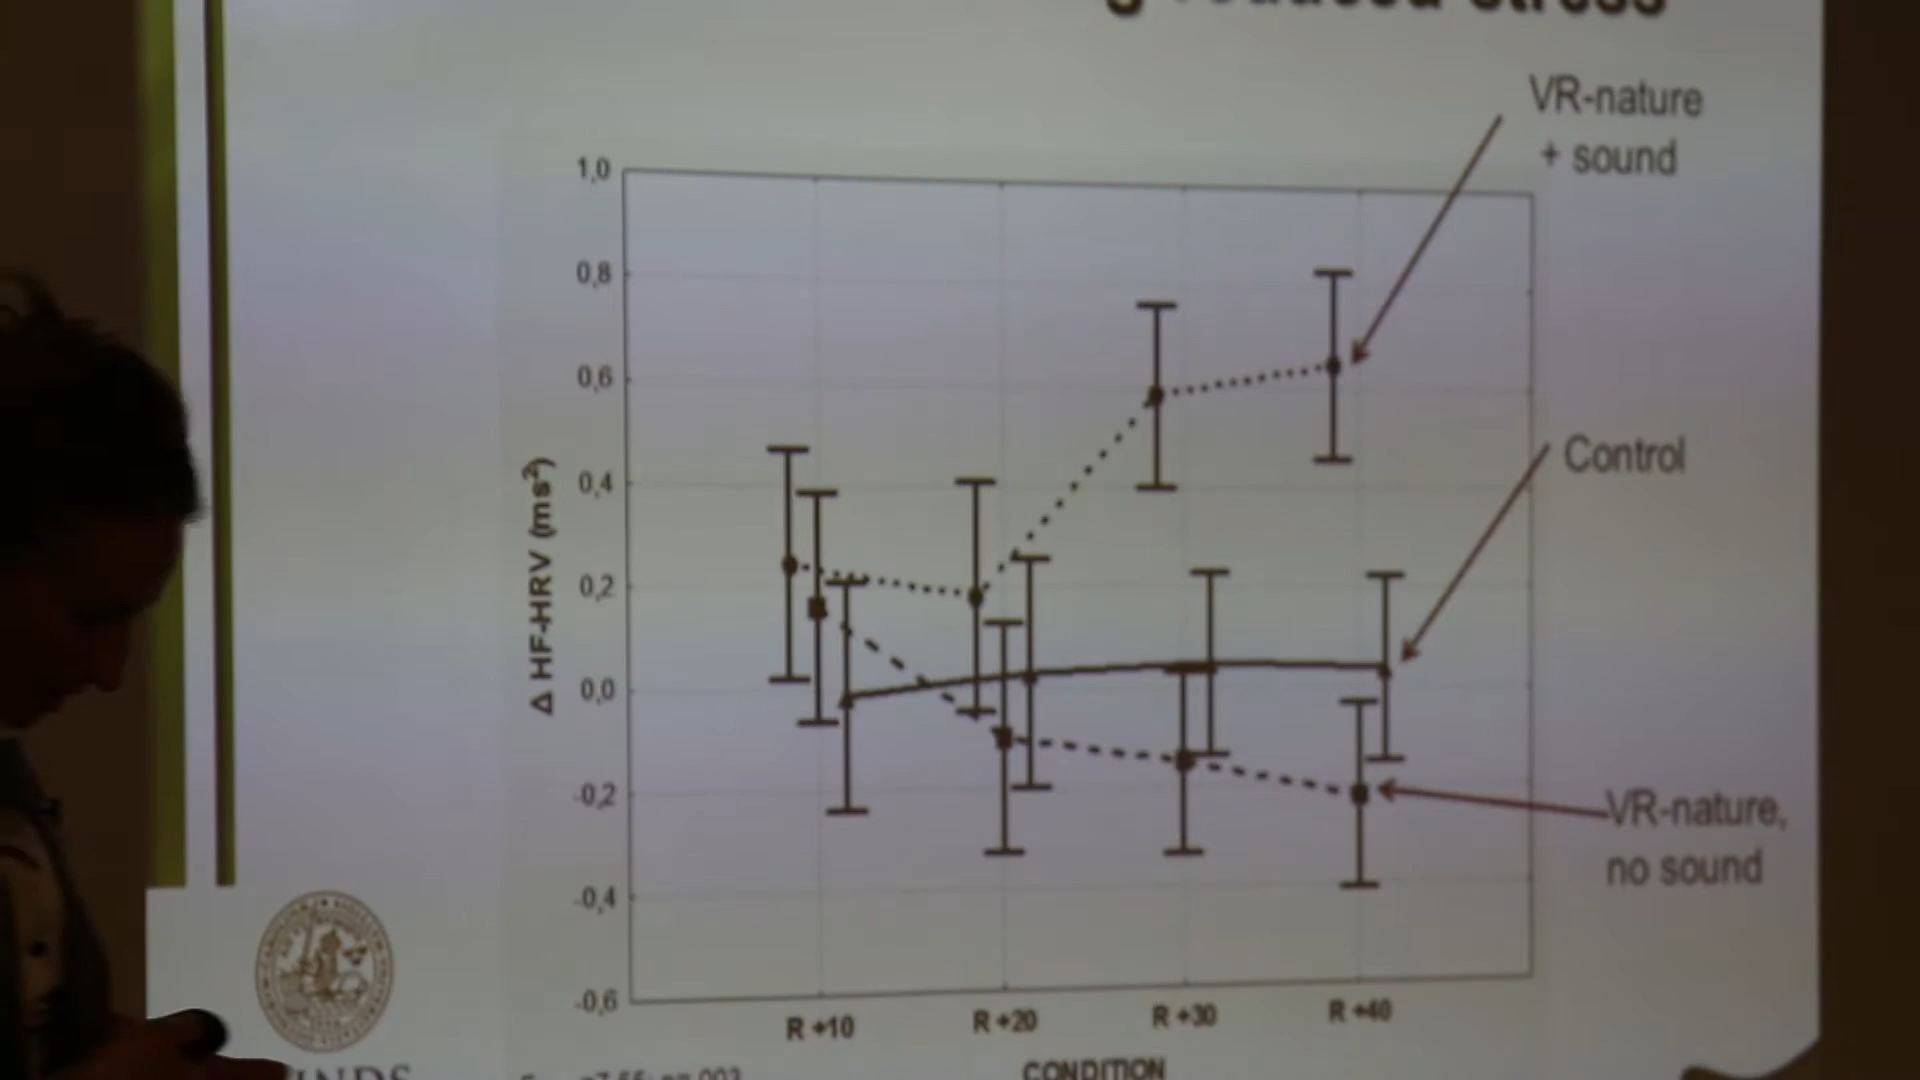 stress
VR-nature
+ sound
1,0
0,8
0,6
0,4
0,2
0,0
-0,2
-0,4
-0,6
Δ HF-HRV (ms²)
Control
VR-nature,
no sound
R +10
R +20
R +30
R +40
CONDITION